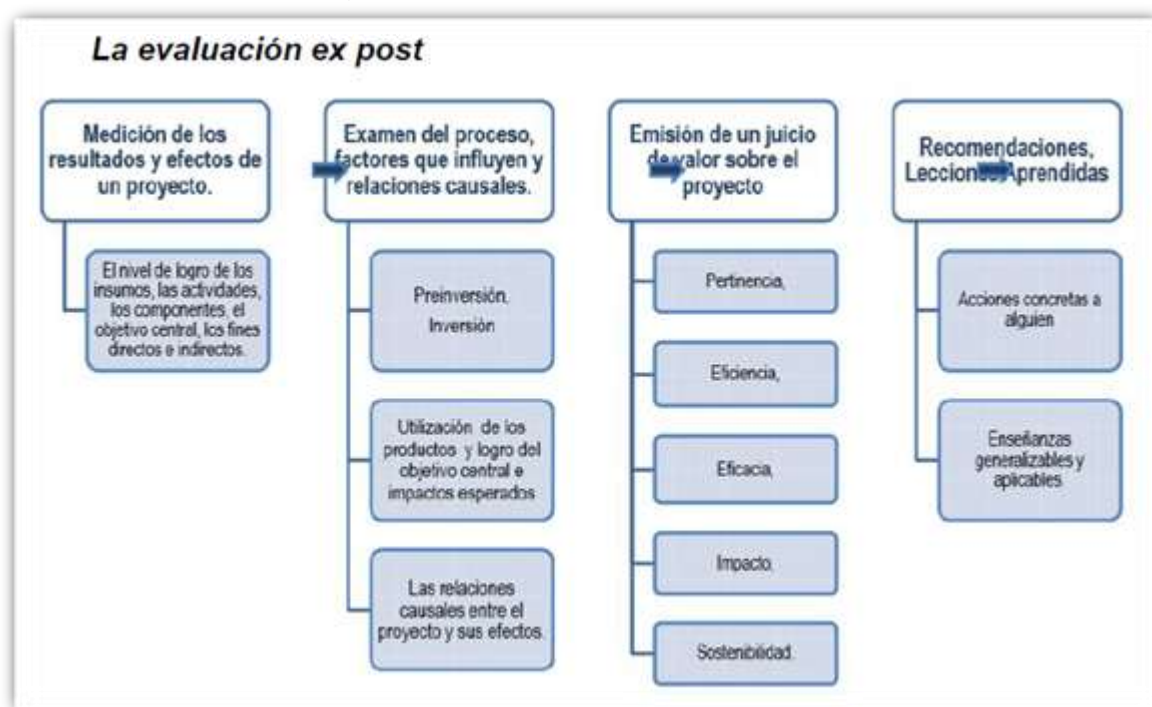 La evaluación ex post
Medición de los
resultados y efectos de
un proyecto.
El nivel de logro de los
insumos, las actividades,
los componentes, el
objetivo central, los fines
directos e indirectos.
Examen del proceso,
factores que influyen y
relaciones causales.
Preinversión,
Inversión
Utilización de los
productos y logro del
objetivo central e
impactos esperados
Las relaciones
causales entre el
proyecto y sus efectos.
Emisión de un juicio
de valor sobre el
proyecto
Pertinencia,
Eficiencia,
Eficacia,
Impacto,
Sostenibilidad.
Recomendaciones,
Lecciones Aprendidas
Acciones concretas a
alguien
Enseñanzas
generalizables y
aplicables